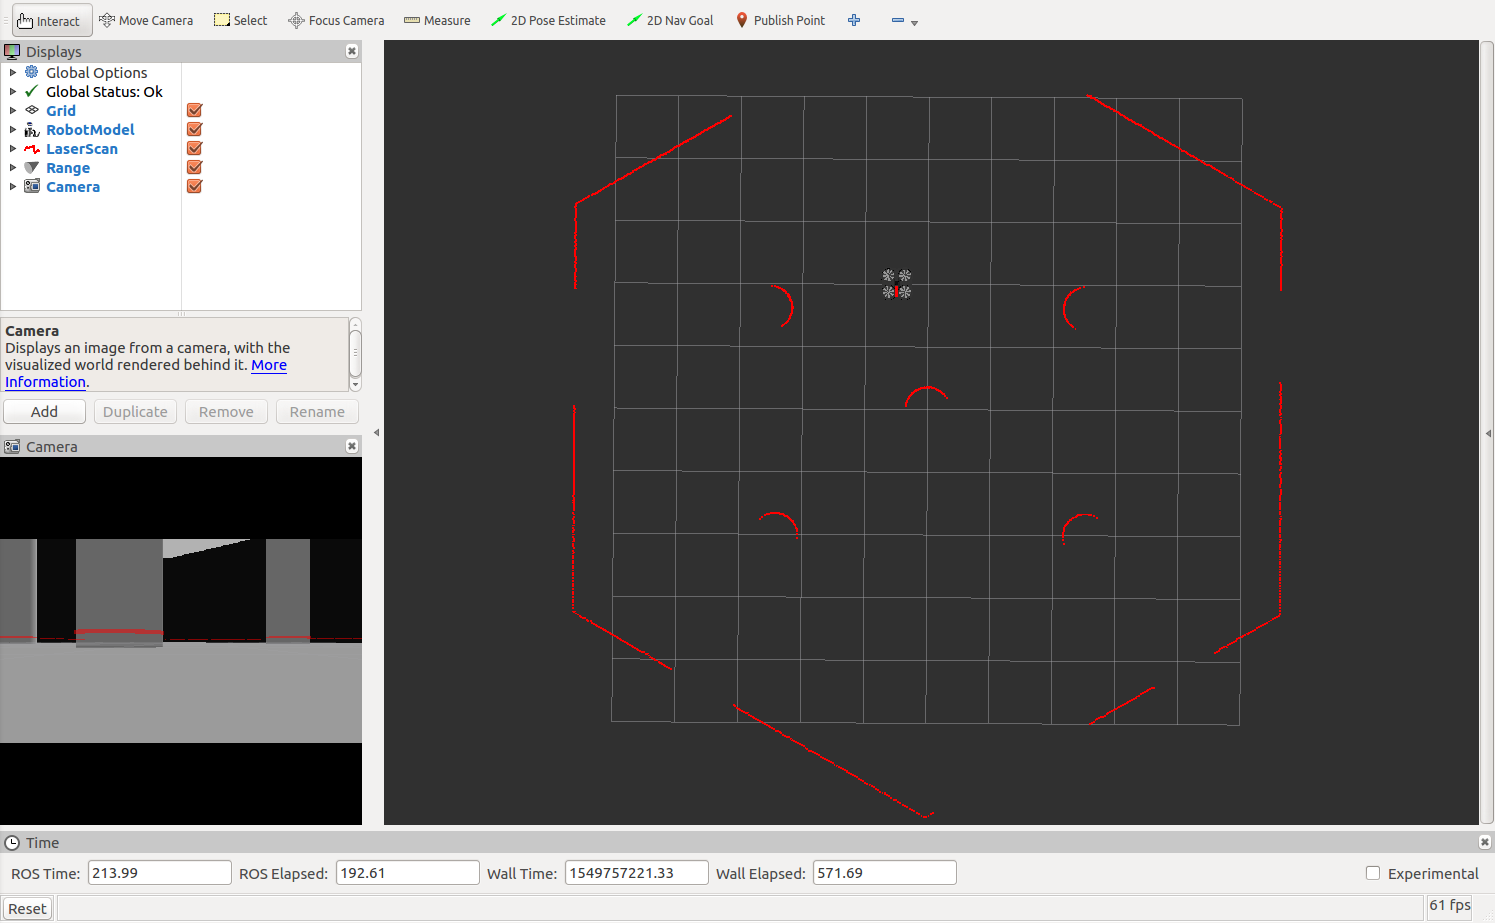 Interact Move Camera Select Focus Camera Measure 2D Pose Estimate 2D Nav Goal Publish Point
Displays
Global Options
Global Status: Ok
Grid
RobotModel
LaserScan
Range
Camera
Camera
Displays an image from a camera, with the
visualized world rendered behind it. More
Information.
Add Duplicate Remove Rename
Camera
Time
ROS Time: 213.99 ROS Elapsed: 192.61 Wall Time: 1549757221.33 Wall Elapsed: 571.69 Experimental
Reset 61 fps